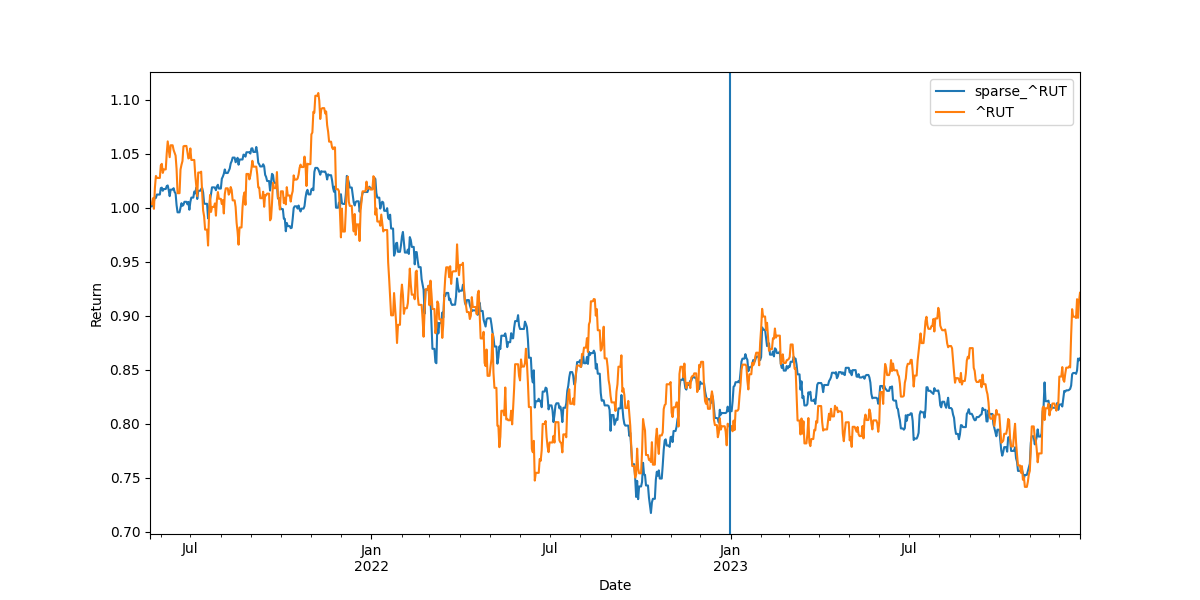 sparse_^RUT
^RUT
1.10
1.05
1.00
0.95
0.90
0.85
0.80
0.75
0.70
Return
Jul
Jan
2022
Jul
Jan
2023
Jul
Date